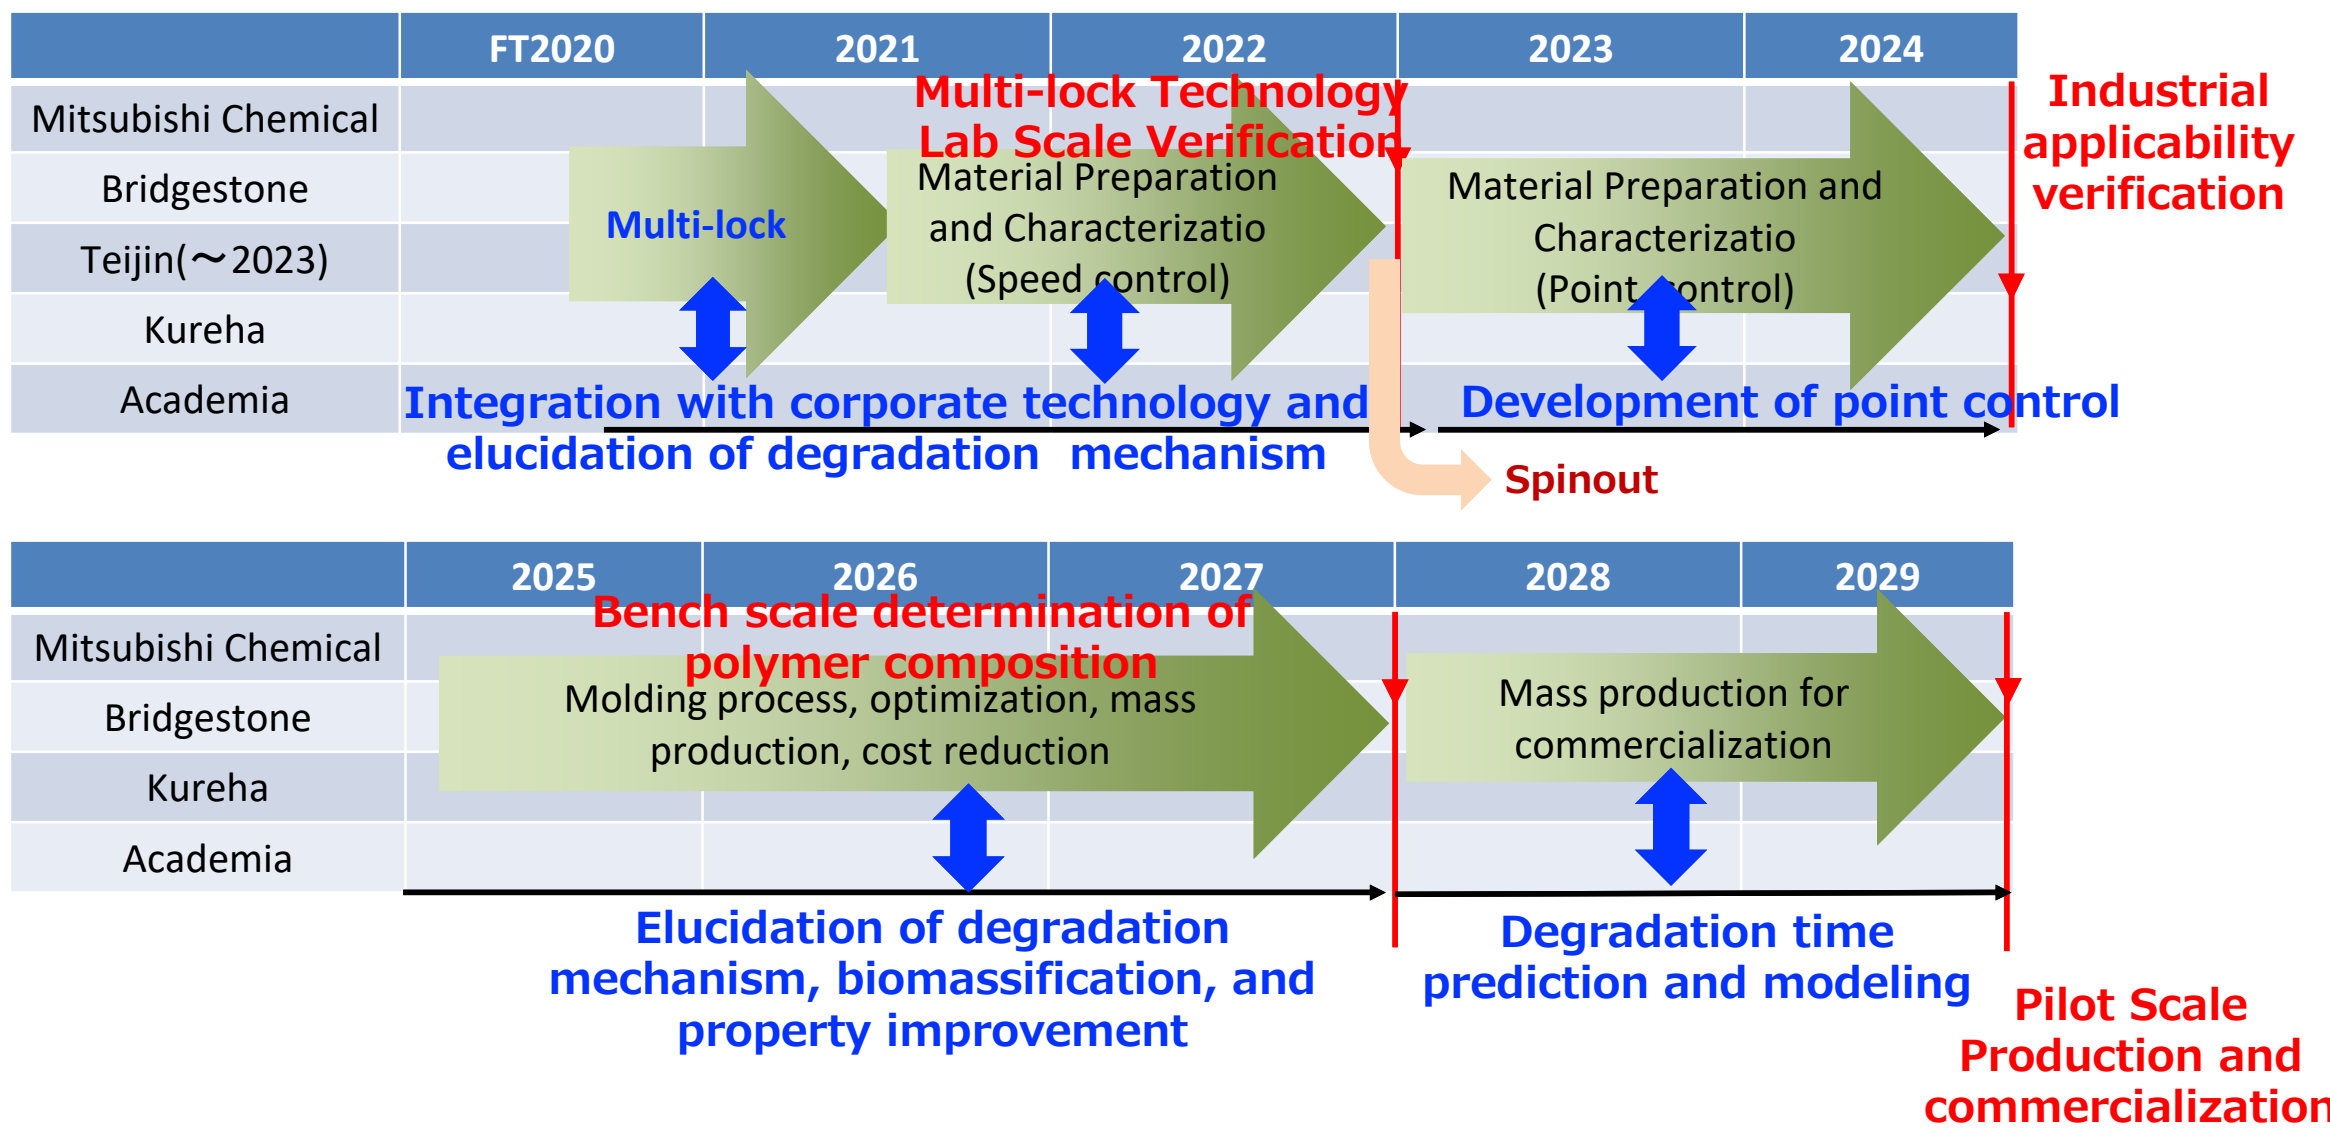 FT2020 2021 2022 2023 2024
Mitsubishi Chemical
Bridgestone
Teijin(～2023)
Kureha
Academia
Multi-lock
Multi-lock Technology
Lab Scale Verification
Material Preparation
and Characterizatio
(Speed control)
Material Preparation and
Characterizatio
(Point control)
Industrial
applicability
verification
Integration with corporate technology and
elucidation of degradation mechanism
Development of point control
Spinout
2025 2026 2027 2028 2029
Mitsubishi Chemical
Bridgestone
Kureha
Academia
Bench scale determination of
polymer composition
Molding process, optimization, mass
production, cost reduction
Mass production for
commercialization
Elucidation of degradation
mechanism, biomassification, and
property improvement
Degradation time
prediction and modeling
Pilot Scale
Production and
commercialization